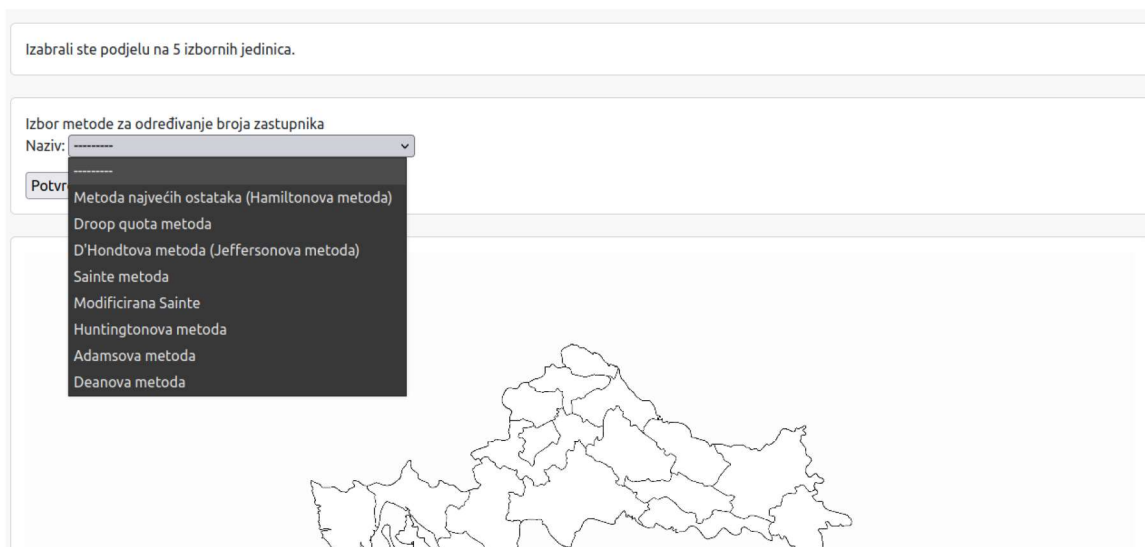 Izabrali ste podjelu na 5 izbornih jedinica.
Izbor metode za određivanje broja zastupnika
Naziv: ---------
---------
Potvr
Metoda najvećih ostataka (Hamiltonova metoda)
Droop quota metoda
D'Hondtova metoda (Jeffersonova metoda)
Sainte metoda
Modificirana Sainte
Huntingtonova metoda
Adamsova metoda
Deanova metoda